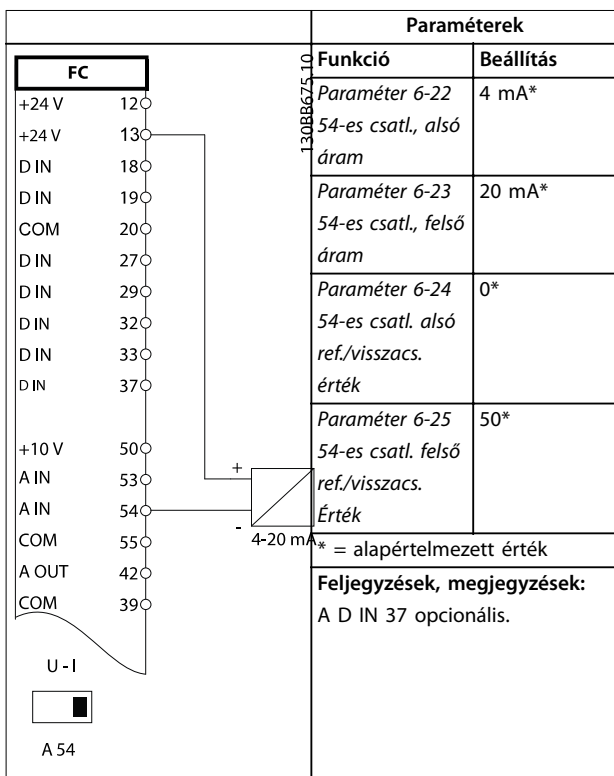 Paraméterek
FC
+24 V 12
+24 V 13
D IN 18
D IN 19
COM 20
D IN 27
D IN 29
D IN 32
D IN 33
D IN 37
+10 V 50
A IN 53
A IN 54
COM 55
A OUT 42
COM 39
U - I
A 54
+
-
4-20 mA
130BB675.10
Funkció Beállítás
Paraméter 6-22 4 mA*
54-es csatl., alsó
áram
Paraméter 6-23 20 mA*
54-es csatl., felső
áram
Paraméter 6-24 0*
54-es csatl. alsó
ref./visszacs.
érték
Paraméter 6-25 50*
54-es csatl. felső
ref./visszacs.
Érték
* = alapértelmezett érték
Feljegyzések, megjegyzések:
A D IN 37 opcionális.